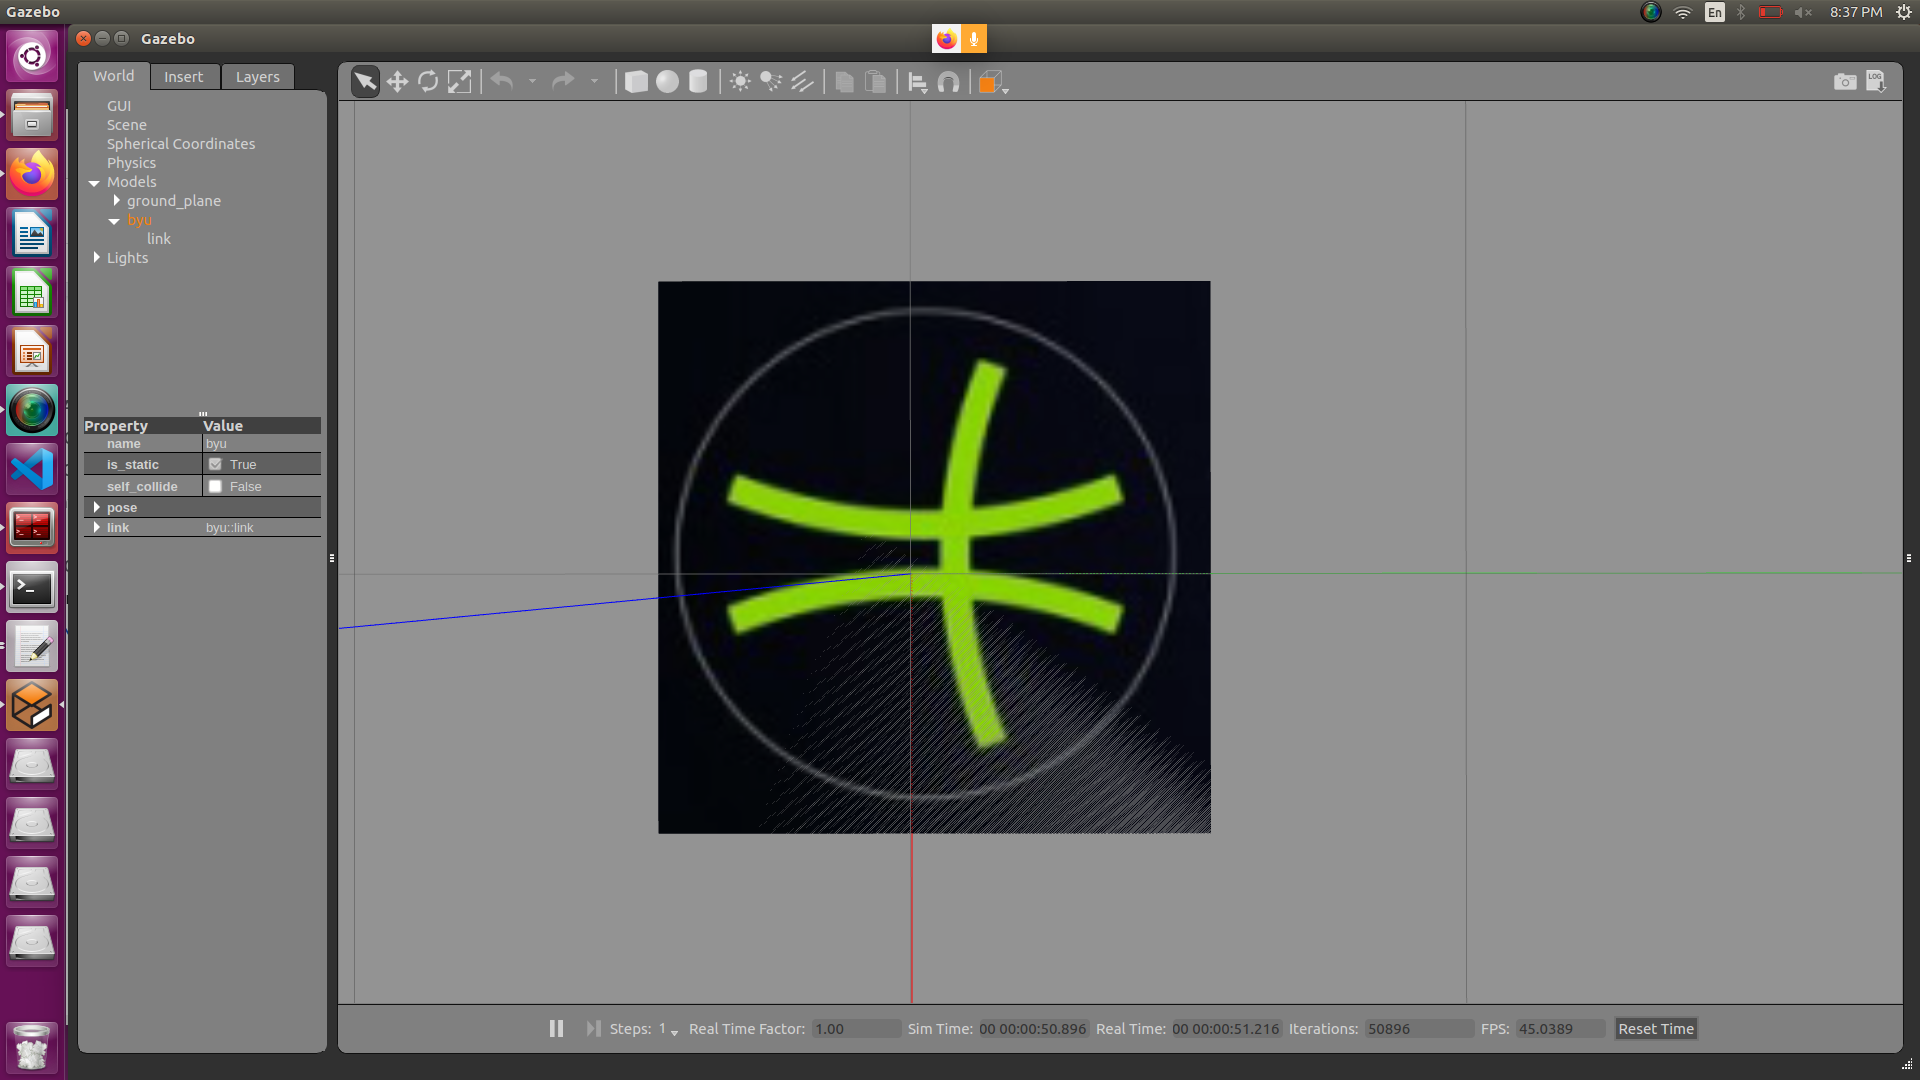 Gazebo
En
8:37 PM
Gazebo
World
Insert
Layers
LOG
GUI
Scene
Spherical Coordinates
Physics
Models
ground_plane
byu
link
Lights
Property Value
name byu
is_static True
self_collide False
pose
link byu::link
Steps: 1
Real Time Factor: 1.00
Sim Time: 00 00:00:50.896
Real Time: 00 00:00:51.216
Iterations: 50896
FPS: 45.0389
Reset Time